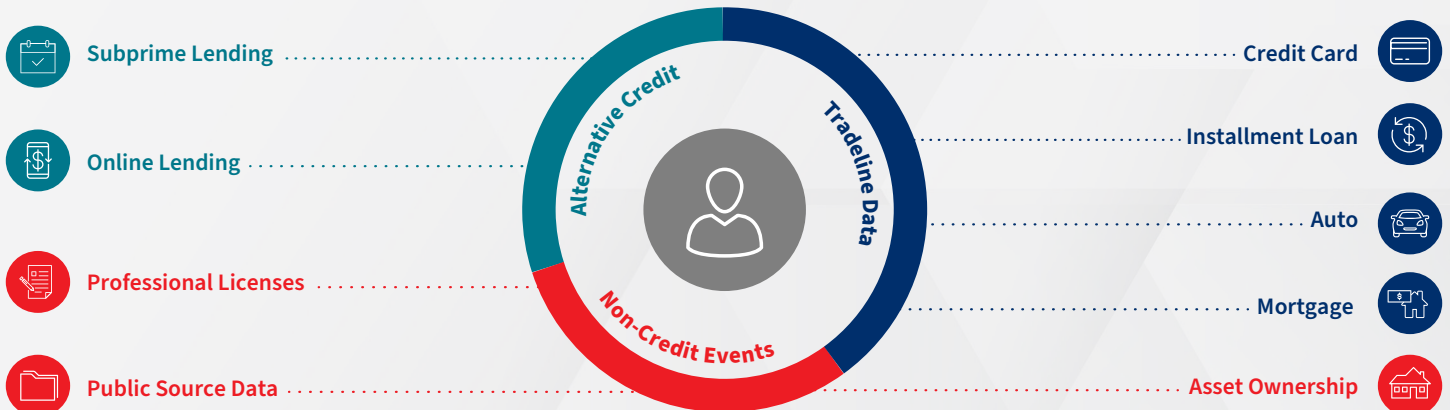 Subprime Lending
Online Lending
Professional Licenses
Public Source Data
Alternative Credit
Tradeline Data
Non-Credit Events
Credit Card
Installment Loan
Auto
Mortgage
Asset Ownership
$
$
$